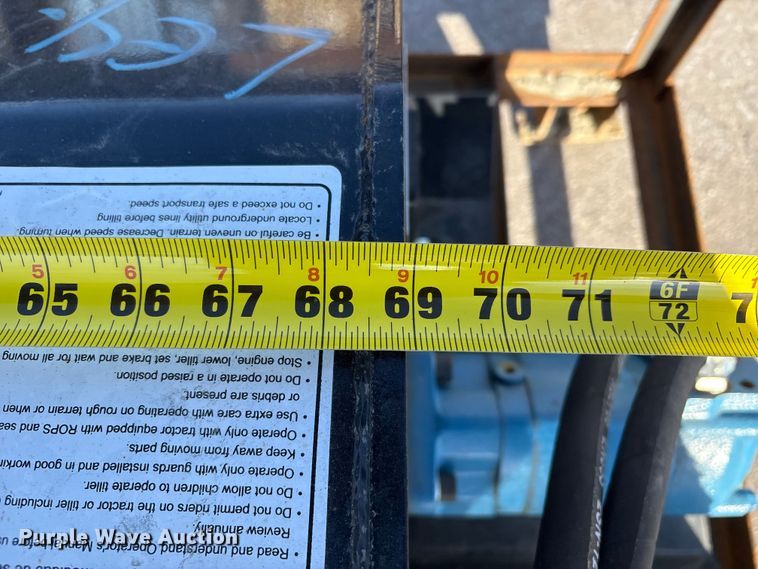 • Do not exceed a safe transport speed.
• Locate underground utility lines before tilling
Be careful on uneven terrain. Decrease speed when turning.
5 6 7 8 9 10 11
65 66 67 68 69 70 71 6F 72 7
Stop engine, lower tiller, set brake and wait for all moving
• Do not operate in a raised position.
or debris are present.
• Use extra care with operating on rough terrain or when
• Operate only with tractor equipped with ROPS and sea
• Keep away from moving parts.
• Operate only with guards installed and in good workin
• Do not allow children to operate tiller.
• Do not permit riders on the tractor or tiller including
Review annually.
• Read and understand Operator's Manual before us
Purple Wave Auction